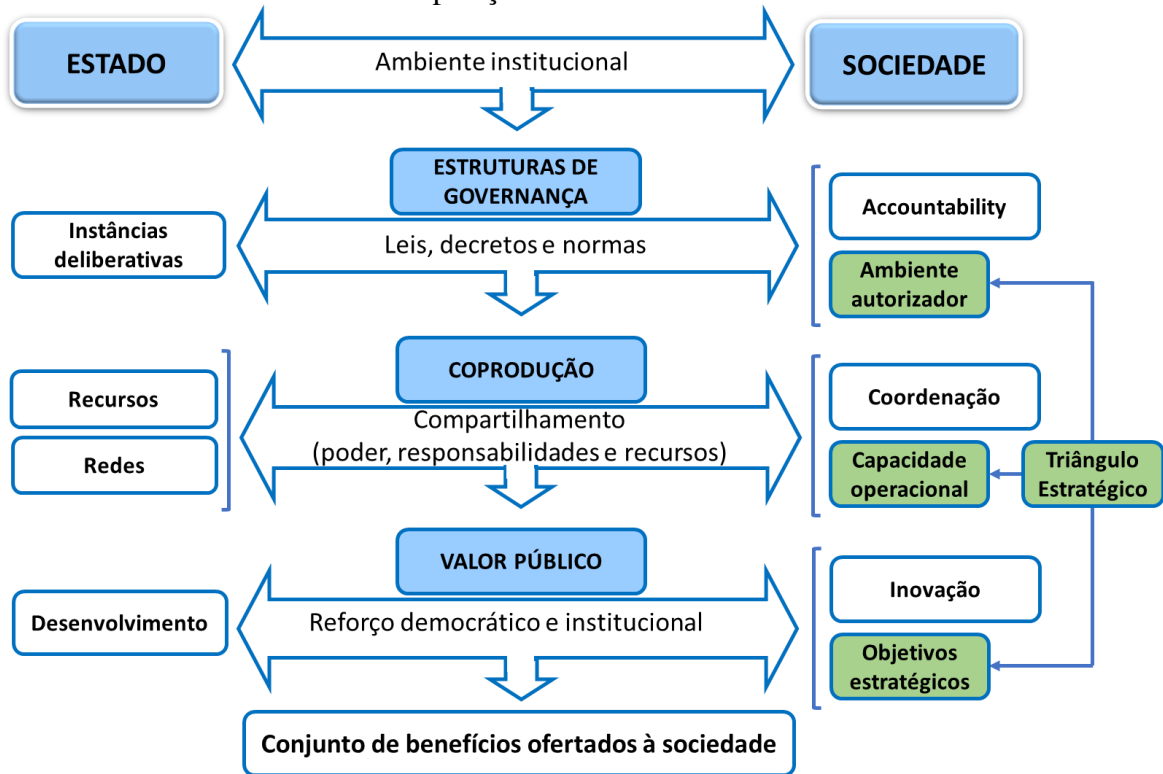 ESTADO
Ambiente institucional
SOCIEDADE
ESTRUTURAS DE
GOVERNANÇA
Instâncias
deliberativas
Leis, decretos e normas
Accountability
Ambiente
autorizador
COPRODUÇÃO
Recursos
Redes
Compartilhamento
(poder, responsabilidades e recursos)
Coordenação
Capacidade
operacional
Triângulo
Estratégico
VALOR PÚBLICO
Desenvolvimento
Reforço democrático e institucional
Inovação
Objetivos
estratégicos
Conjunto de benefícios ofertados à sociedade